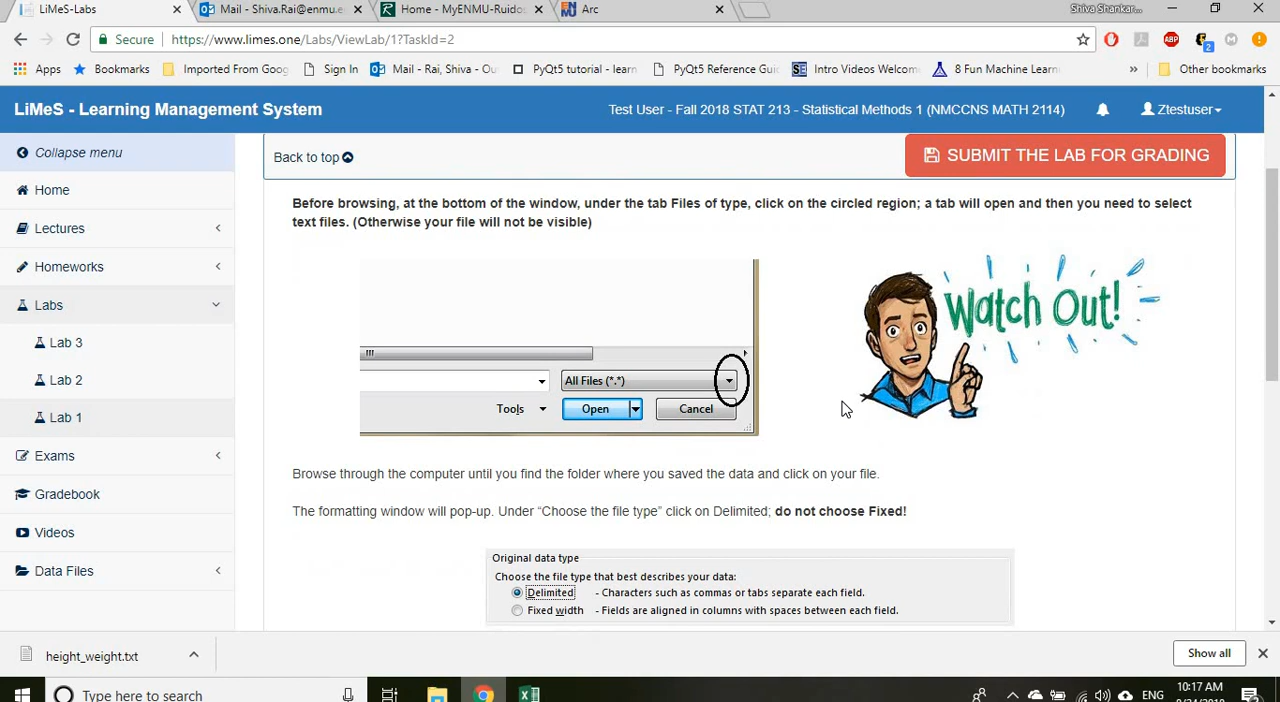 LiMeS-Labs
Mail - Shiva.Rai@enmu.e
Home - MyENMU-Ruidos
Arc
Shiva Shankar...
Secure
https://www.limes.one/Labs/ViewLab/1?TaskId=2
ABP
2
Apps
Bookmarks
Imported From Goog
Sign In
Mail - Rai, Shiva - Ou
PyQt5 tutorial - learn
PyQt5 Reference Gui
SE
Intro Videos Welcom
8 Fun Machine Learni
»
Other bookmarks
LiMeS - Learning Management System
Test User - Fall 2018 STAT 213 - Statistical Methods 1 (NMCCNS MATH 2114)
Ztestuser
Collapse menu
Home
Lectures
Homeworks
Labs
Lab 3
Lab 2
Lab 1
Exams
Gradebook
Videos
Data Files
Back to top
SUBMIT THE LAB FOR GRADING
Before browsing, at the bottom of the window, under the tab Files of type, click on the circled region; a tab will open and then you need to select
text files. (Otherwise your file will not be visible)
All Files (*.*)
Tools
Open
Cancel
Watch Out!
Browse through the computer until you find the folder where you saved the data and click on your file.
The formatting window will pop-up. Under “Choose the file type” click on Delimited; do not choose Fixed!
Original data type
Choose the file type that best describes your data:
Delimited - Characters such as commas or tabs separate each field.
Fixed width - Fields are aligned in columns with spaces between each field.
height_weight.txt
Show all
Type here to search
ENG
10:17 AM